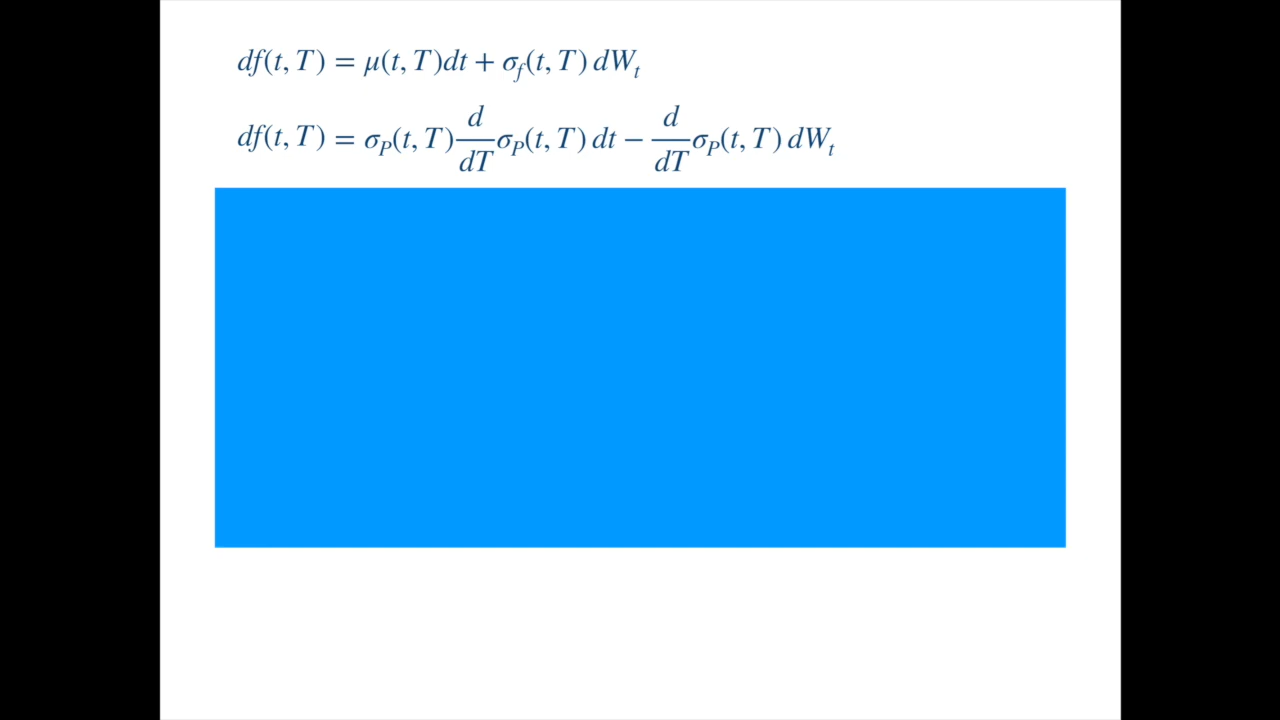 df(t, T) = μ(t, T)dt + σ_f(t, T) dW_t
df(t, T) = σ_P(t, T) d/dT σ_P(t, T) dt − d/dT σ_P(t, T) dW_t